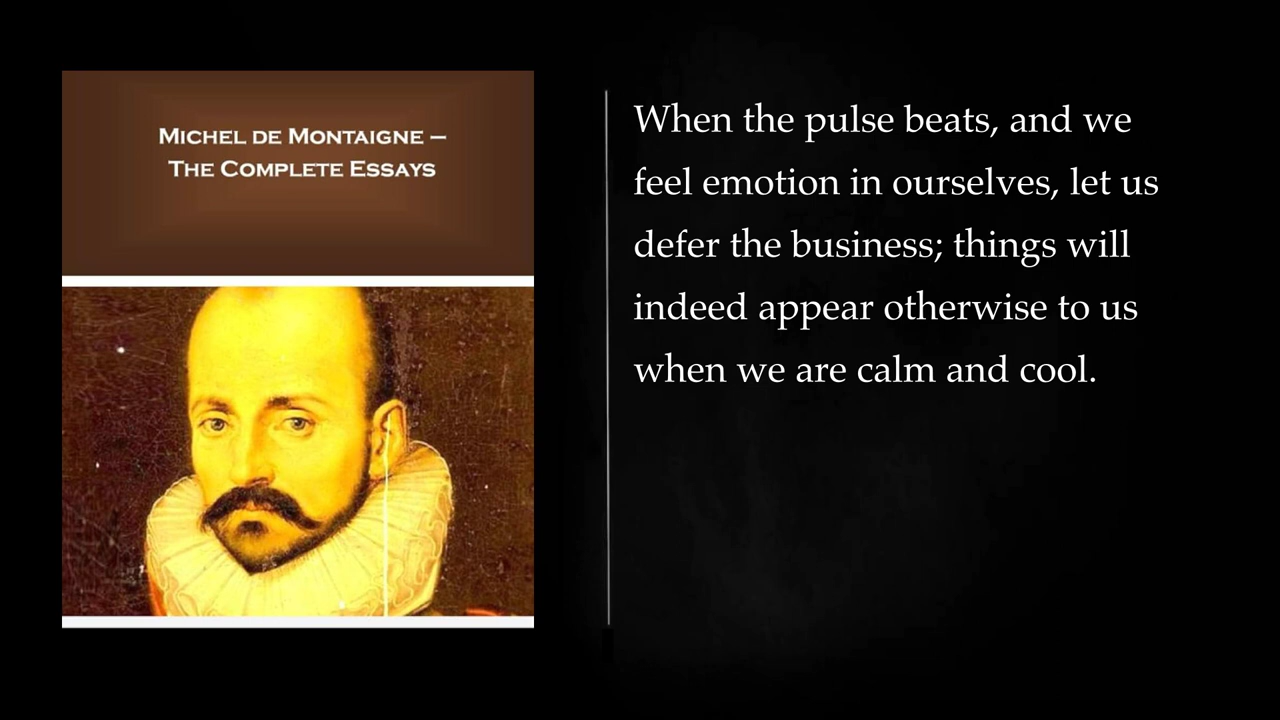 MICHEL DE MONTAIGNE –
THE COMPLETE ESSAYS
When the pulse beats, and we
feel emotion in ourselves, let us
defer the business; things will
indeed appear otherwise to us
when we are calm and cool.